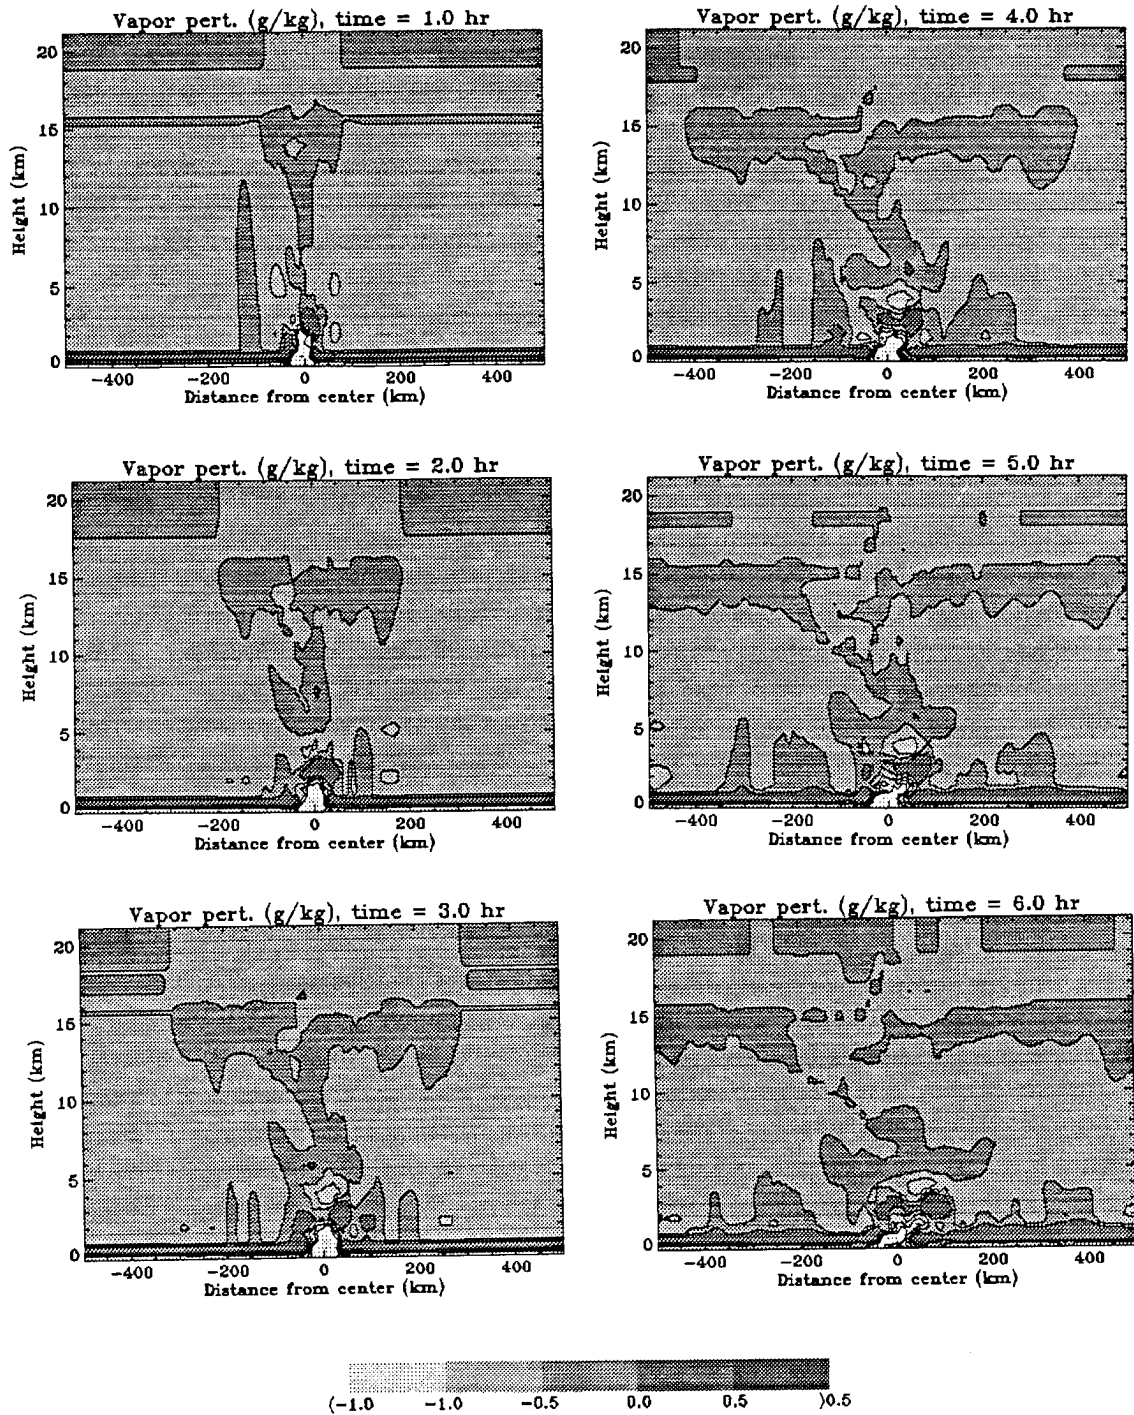 Vapor pert. (g/kg), time = 1.0 hr
20
15
10
5
0
Height (km)
-400 -200 0 200 400
Distance from center (km)
Vapor pert. (g/kg), time = 4.0 hr
20
15
10
5
0
Height (km)
-400 -200 0 200 400
Distance from center (km)
Vapor pert. (g/kg), time = 2.0 hr
20
15
10
5
0
Height (km)
-400 -200 0 200 400
Distance from center (km)
Vapor pert. (g/kg), time = 5.0 hr
20
15
10
5
0
Height (km)
-400 -200 0 200 400
Distance from center (km)
Vapor pert. (g/kg), time = 3.0 hr
20
15
10
5
0
Height (km)
-400 -200 0 200 400
Distance from center (km)
Vapor pert. (g/kg), time = 6.0 hr
20
15
10
5
0
Height (km)
-400 -200 0 200 400
Distance from center (km)
⟨-1.0 -1.0 -0.5 0.0 0.5 ⟩0.5